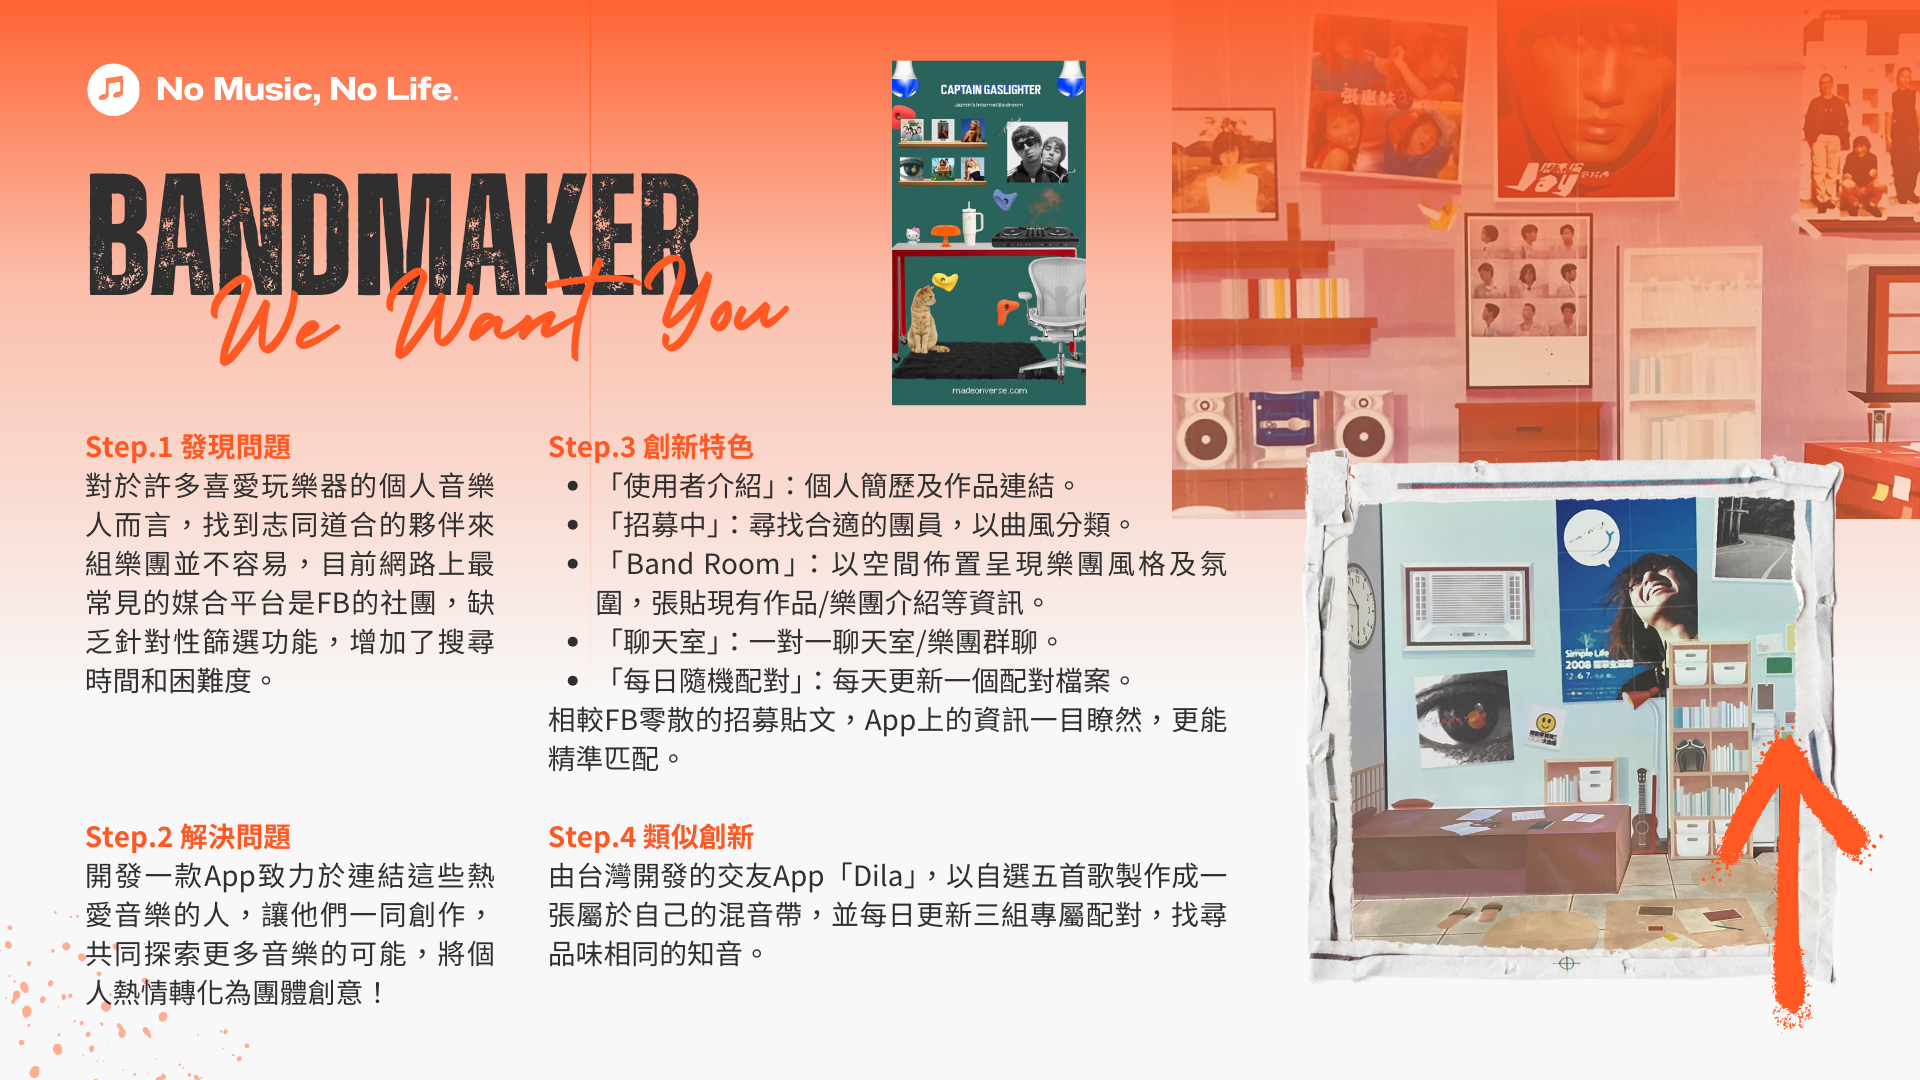 No Music, No Life.
BANDMAKER
We Want You
CAPTAIN GASLIGHTER
Jazmin's Internet Bedroom
madeonverse.com
張惠妹
Jay
Step.1 發現問題
對於許多喜愛玩樂器的個人音樂
人而言，找到志同道合的夥伴來
組樂團並不容易，目前網路上最
常見的媒合平台是FB的社團，缺
乏針對性篩選功能，增加了搜尋
時間和困難度。
Step.2 解決問題
開發一款App致力於連結這些熱
愛音樂的人，讓他們一同創作，
共同探索更多音樂的可能，將個
人熱情轉化為團體創意！
Step.3 創新特色
• 「使用者介紹」：個人簡歷及作品連結。
• 「招募中」：尋找合適的團員，以曲風分類。
• 「Band Room」：以空間佈置呈現樂團風格及氛
圍，張貼現有作品/樂團介紹等資訊。
• 「聊天室」：一對一聊天室/樂團群聊。
• 「每日隨機配對」：每天更新一個配對檔案。
相較FB零散的招募貼文，App上的資訊一目瞭然，更能
精準匹配。
Step.4 類似創新
由台灣開發的交友App「Dila」，以自選五首歌製作成一
張屬於自己的混音帶，並每日更新三組專屬配對，找尋
品味相同的知音。
Simple Life
2008 簡單生活節